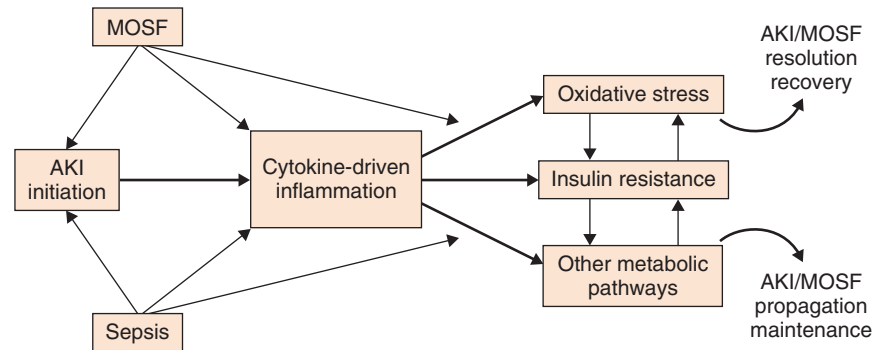 MOSF
AKI
initiation
Sepsis
Cytokine-driven
inflammation
Oxidative stress
Insulin resistance
Other metabolic
pathways
AKI/MOSF
resolution
recovery
AKI/MOSF
propagation
maintenance